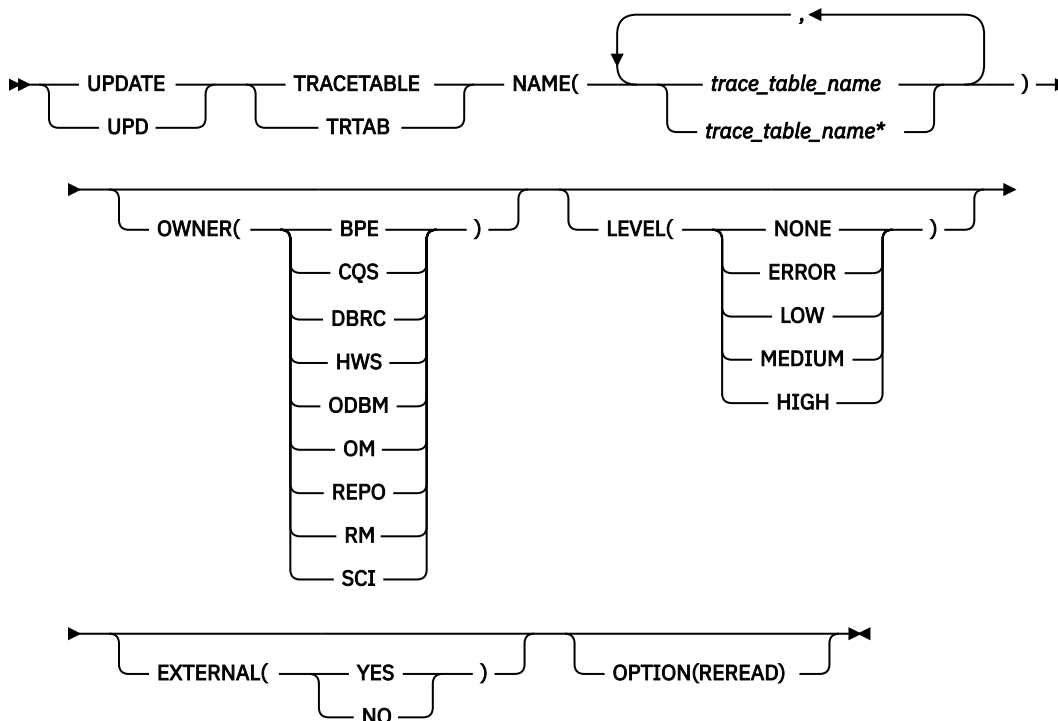 ,
UPDATE TRACETABLE NAME( trace_table_name )
UPD TRTAB trace_table_name*
OWNER( BPE ) LEVEL( NONE )
CQS ERROR
DBRC LOW
HWS MEDIUM
ODBM HIGH
OM
REPO
RM
SCI
EXTERNAL( YES ) OPTION(REREAD)
NO